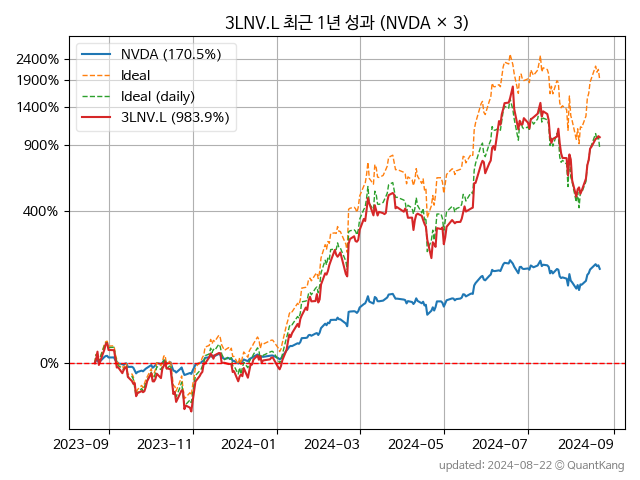 3LNV.L 최근 1년 성과 (NVDA × 3)
NVDA (170.5%)
Ideal
Ideal (daily)
3LNV.L (983.9%)
2400%
1900%
1400%
900%
400%
0%
2023-09 2023-11 2024-01 2024-03 2024-05 2024-07 2024-09
updated: 2024-08-22 ⓒ QuantKang